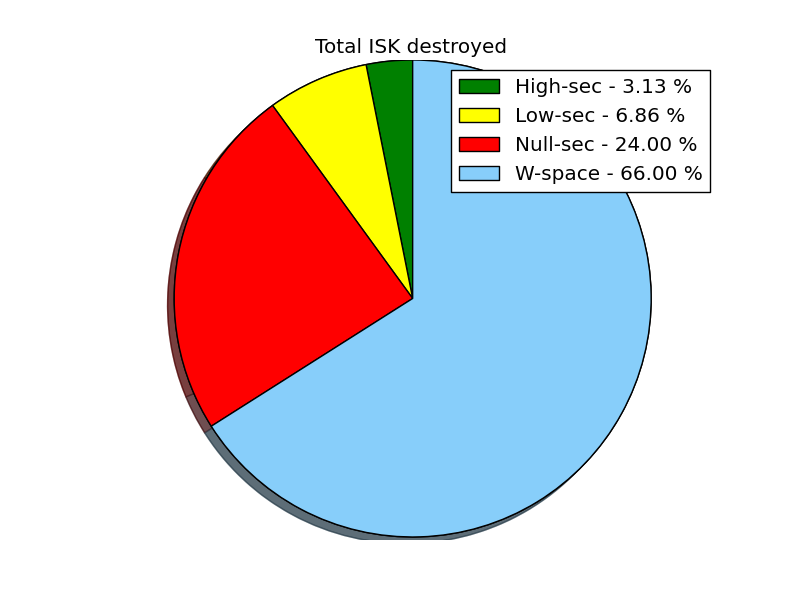 Total ISK destroyed
High-sec - 3.13 %
Low-sec - 6.86 %
Null-sec - 24.00 %
W-space - 66.00 %